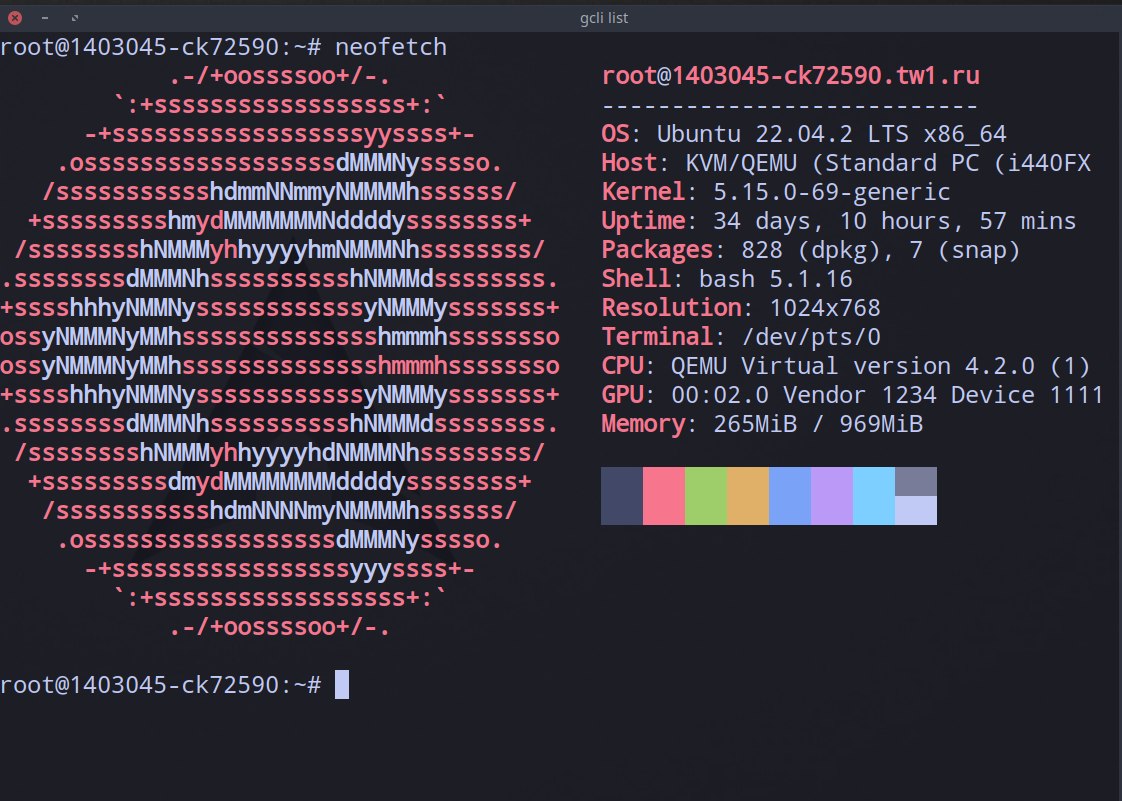 gcli list
root@1403045-ck72590:~# neofetch
.-/+oossssoo+/-.
`:+ssssssssssssssssss+:`
-+ssssssssssssssssssyyssss+-
.ossssssssssssssssssdMMMNysssso.
/ssssssssssshdmmNNmmyNMMMMhssssss/
+ssssssssshmydMMMMMMMNddddyssssssss+
/sssssssshNMMMyhhyyyyhmNMMMNhssssssss/
.ssssssssdMMMNhsssssssssshNMMMdssssssss.
+sssshhhyNMMNyssssssssssssyNMMMysssssss+
ossyNMMMNyMMhsssssssssssssshmmmhssssssso
ossyNMMMNyMMhsssssssssssssshmmmhssssssso
+sssshhhyNMMNyssssssssssssyNMMMysssssss+
.ssssssssdMMMNhsssssssssshNMMMdssssssss.
/sssssssshNMMMyhhyyyyhdNMMMNhssssssss/
+sssssssssdmydMMMMMMMMddddyssssssss+
/ssssssssssshdmNNNNmyNMMMMhssssss/
.ossssssssssssssssssdMMMNysssso.
-+sssssssssssssssssyyyssss+-
`:+ssssssssssssssssss+:`
.-/+oossssoo+/-.
root@1403045-ck72590.tw1.ru
---------------------------
OS: Ubuntu 22.04.2 LTS x86_64
Host: KVM/QEMU (Standard PC (i440FX
Kernel: 5.15.0-69-generic
Uptime: 34 days, 10 hours, 57 mins
Packages: 828 (dpkg), 7 (snap)
Shell: bash 5.1.16
Resolution: 1024x768
Terminal: /dev/pts/0
CPU: QEMU Virtual version 4.2.0 (1)
GPU: 00:02.0 Vendor 1234 Device 1111
Memory: 265MiB / 969MiB
root@1403045-ck72590:~#